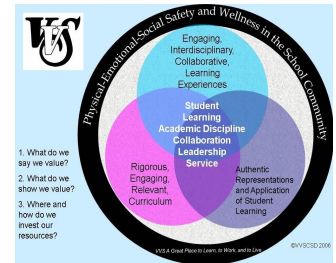 VVS
Physical-Emotional-Social Safety and Wellness in the School Community
Engaging,
Interdisciplinary,
Collaborative,
Learning
Experiences
Student
Learning
Academic Discipline
Collaboration
Leadership
Service
1. What do we
say we value?
2. What do we
show we value?
3. Where and
how do we
invest our
resources?
Rigorous,
Engaging,
Relevant,
Curriculum
Authentic
Representations
and Application
of Student
Learning
VVS A Great Place to Learn, to Work, and to Live
©VVSCSD 2006